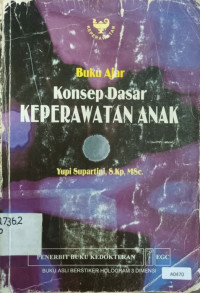 Buku Ajar
Konsep Dasar
KEPERAWATAN ANAK
Yupi Supartini, S.Kp, MSc.
PENERBIT BUKU KEDOKTERAN
EGC
BUKU ASLI BERSTIKER HOLOGRAM 3 DIMENSI